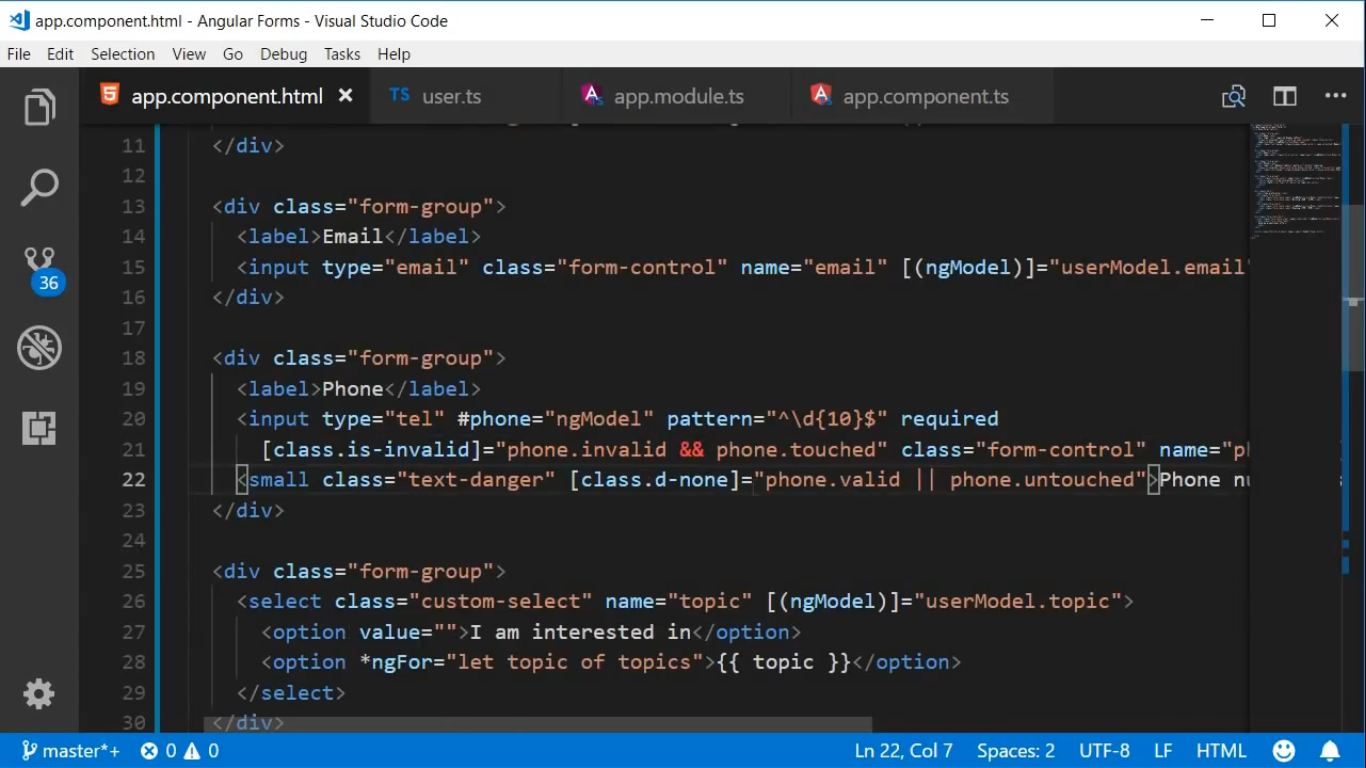 app.component.html - Angular Forms - Visual Studio Code
File Edit Selection View Go Debug Tasks Help
app.component.html TS user.ts app.module.ts app.component.ts
11 </div>
12
13 <div class="form-group">
14 <label>Email</label>
15 <input type="email" class="form-control" name="email" [(ngModel)]="userModel.email"
16 </div>
17
18 <div class="form-group">
19 <label>Phone</label>
20 <input type="tel" #phone="ngModel" pattern="^\d{10}$" required
21 [class.is-invalid]="phone.invalid && phone.touched" class="form-control" name="ph
22 <small class="text-danger" [class.d-none]="phone.valid || phone.untouched">Phone nu
23 </div>
24
25 <div class="form-group">
26 <select class="custom-select" name="topic" [(ngModel)]="userModel.topic">
27 <option value="">I am interested in</option>
28 <option *ngFor="let topic of topics">{{ topic }}</option>
29 </select>
30 </div>
36
master*+ 0 0 Ln 22, Col 7 Spaces: 2 UTF-8 LF HTML